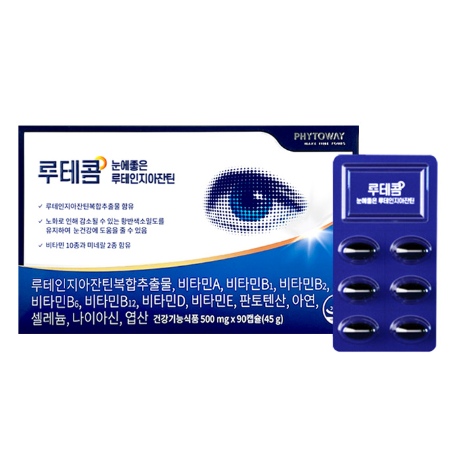 PHYTOWAY
MAKE LIFE YOURS
루테콤
눈에좋은
루테인지아잔틴
✓ 루테인지아잔틴복합추출물 함유
✓ 노화로 인해 감소될 수 있는 황반색소밀도를
유지하여 눈건강에 도움을 줄 수 있음
✓ 비타민 10종과 미네랄 2종 함유
루테인지아잔틴복합추출물, 비타민A, 비타민B1, 비타민B2,
비타민B6, 비타민B12, 비타민D, 비타민E, 판토텐산, 아연,
셀레늄, 나이아신, 엽산 건강기능식품 500 mg x 90캡슐(45 g)
루테콤
눈에좋은 루테인지아잔틴